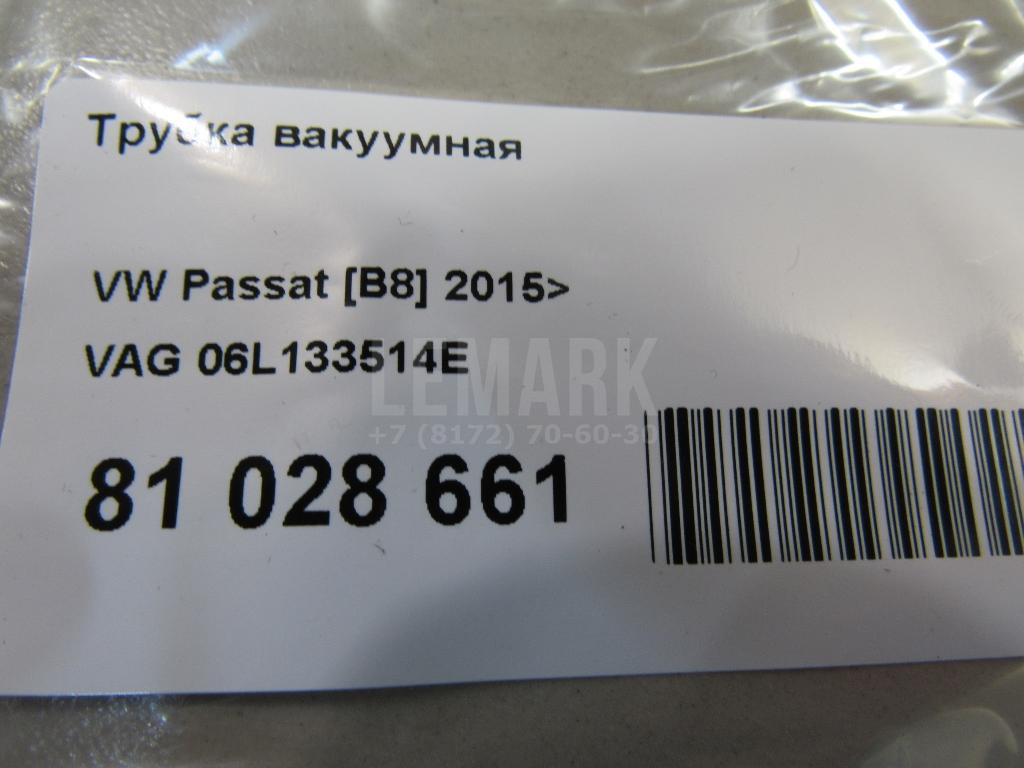 Трубка вакуумная
VW Passat [B8] 2015>
VAG 06L133514E
LEMARK
+7 (8172) 70-60-30
81 028 661